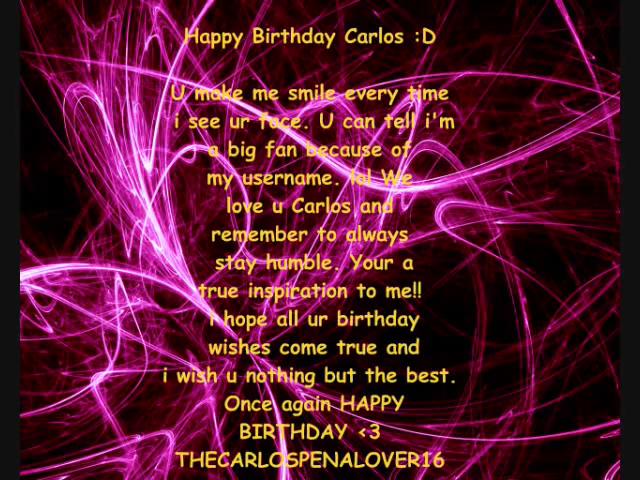 Happy Birthday Carlos :D
U make me smile every time
i see ur face. U can tell i'm
a big fan because of
my username. lol We
love u Carlos and
remember to always
stay humble. Your a
true inspiration to me!!
i hope all ur birthday
wishes come true and
i wish u nothing but the best.
Once again HAPPY
BIRTHDAY <3
THECARLOSPENALOVER16